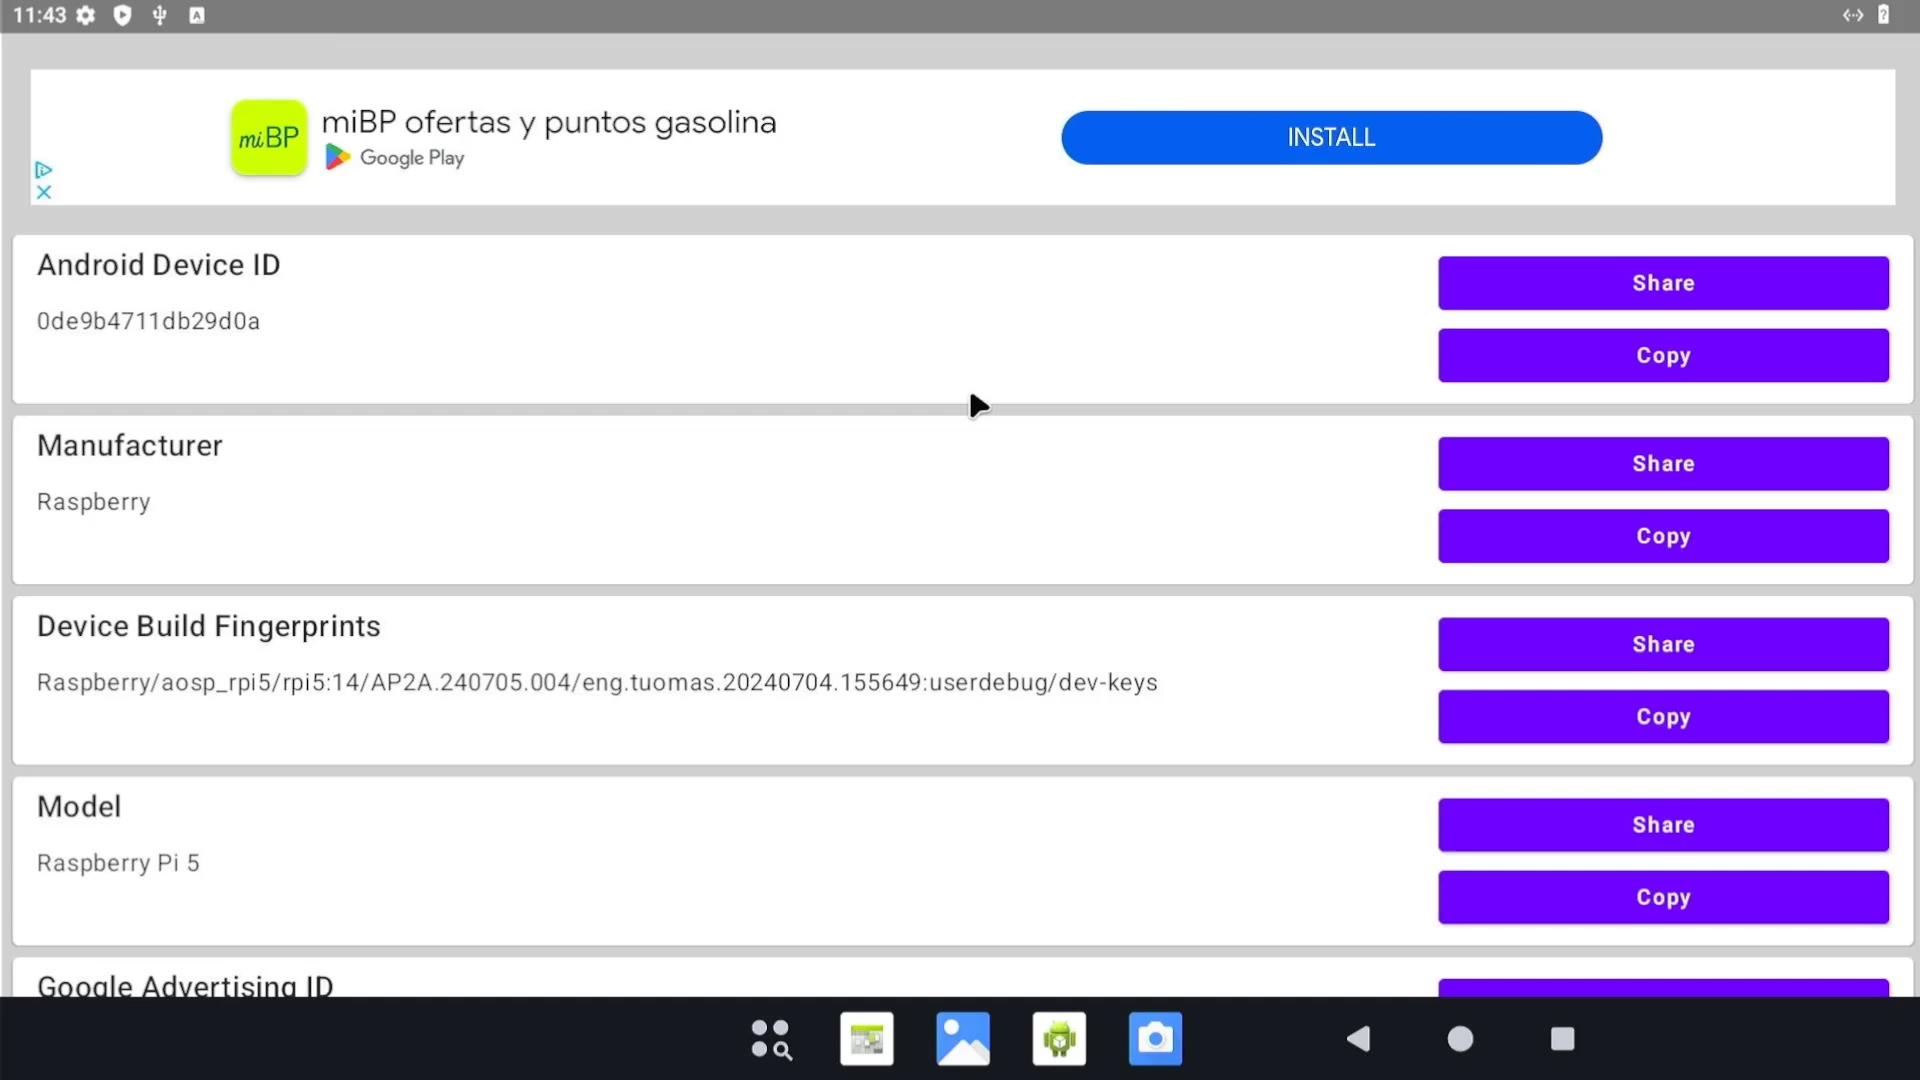 11:43
miBP
miBP ofertas y puntos gasolina
Google Play
INSTALL
Android Device ID
0de9b4711db29d0a
Share
Copy
Manufacturer
Raspberry
Share
Copy
Device Build Fingerprints
Raspberry/aosp_rpi5/rpi5:14/AP2A.240705.004/eng.tuomas.20240704.155649:userdebug/dev-keys
Share
Copy
Model
Raspberry Pi 5
Share
Copy
Google Advertising ID